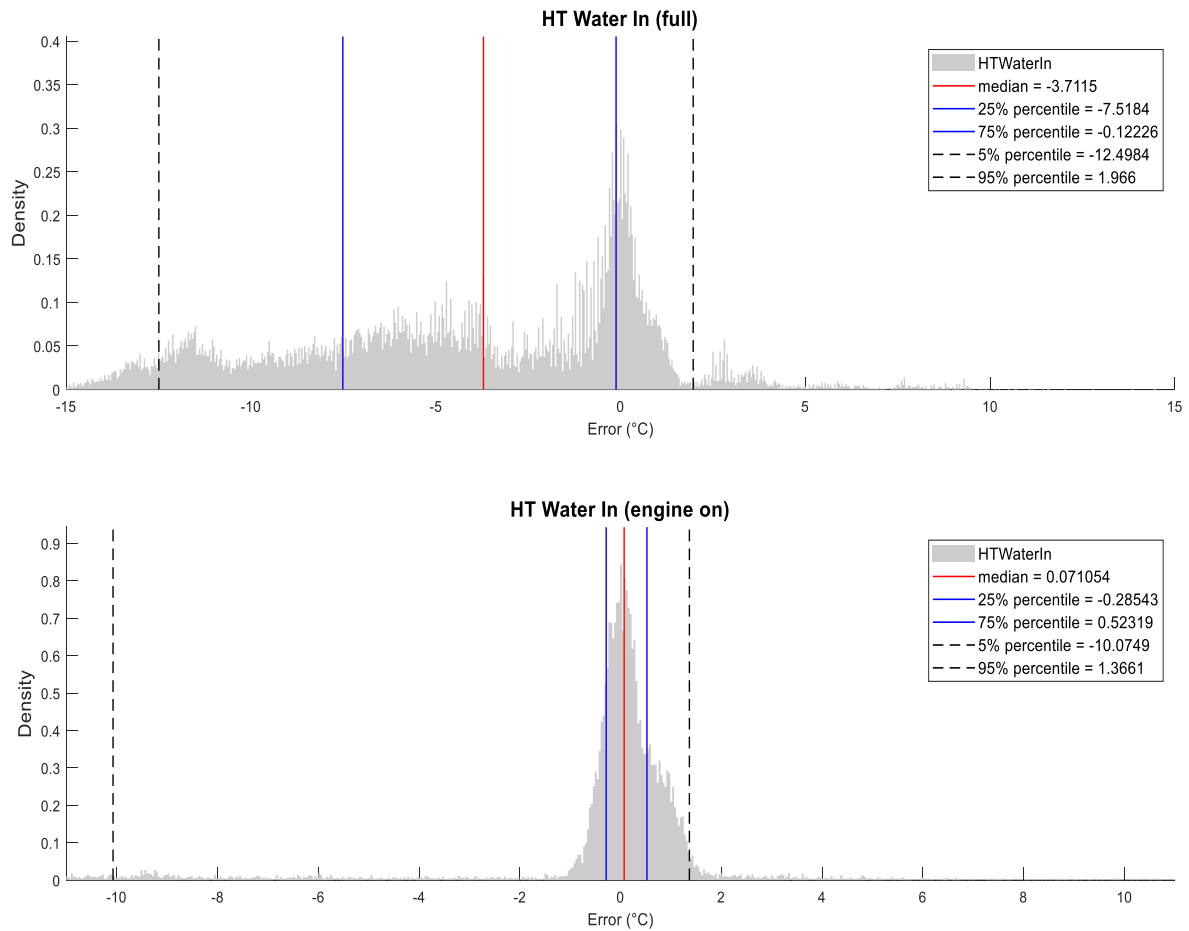 HT Water In (full)
0.4
0.35
0.3
0.25
0.2
0.15
0.1
0.05
0
Density
-15
-10
-5
0
5
10
15
Error (°C)
HTWaterIn
median = -3.7115
25% percentile = -7.5184
75% percentile = -0.12226
5% percentile = -12.4984
95% percentile = 1.966
HT Water In (engine on)
0.9
0.8
0.7
0.6
0.5
0.4
0.3
0.2
0.1
0
Density
-10
-8
-6
-4
-2
0
2
4
6
8
10
Error (°C)
HTWaterIn
median = 0.071054
25% percentile = -0.28543
75% percentile = 0.52319
5% percentile = -10.0749
95% percentile = 1.3661